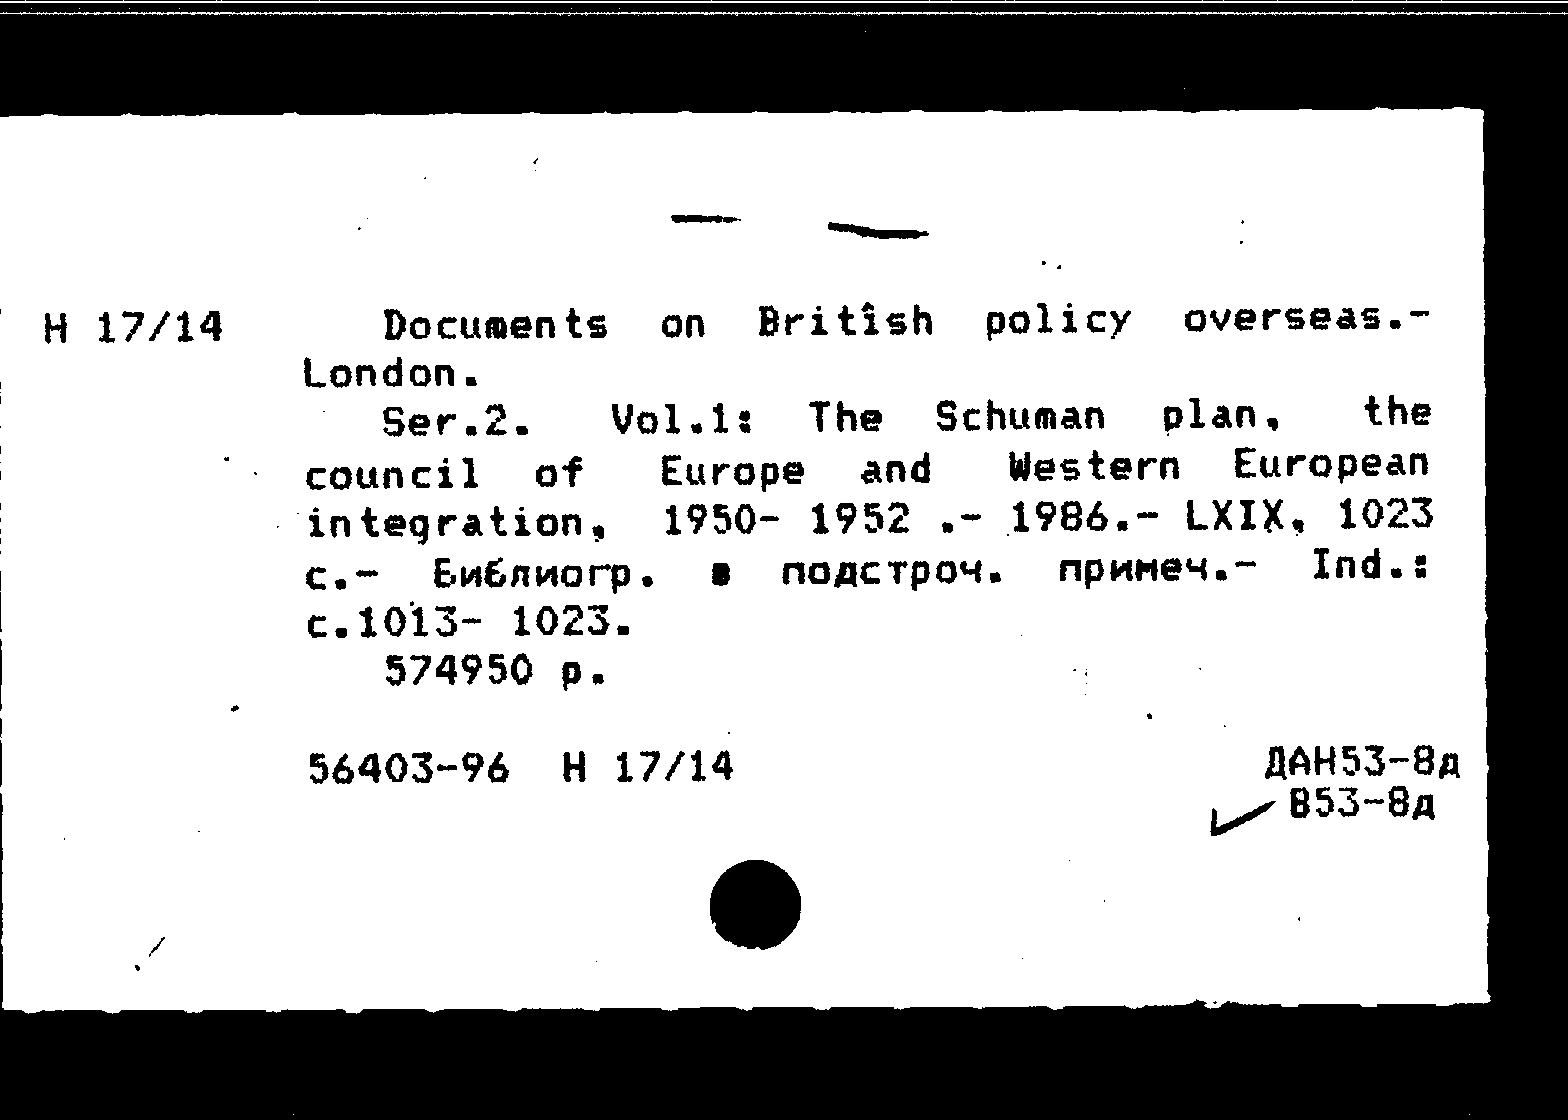 H 17/14 Documents on British policy overseas.-
London.
Ser.2. Vol.1: The Schuman plan, the
council of Europe and Western European
integration, 1950- 1952 .- 1986.- LXIX, 1023
с.- Библиогр. в подстроч. примеч.- Ind.:
с.1013- 1023.
574950 р.
56403-96 H 17/14 ДАН53-8д
В53-8д